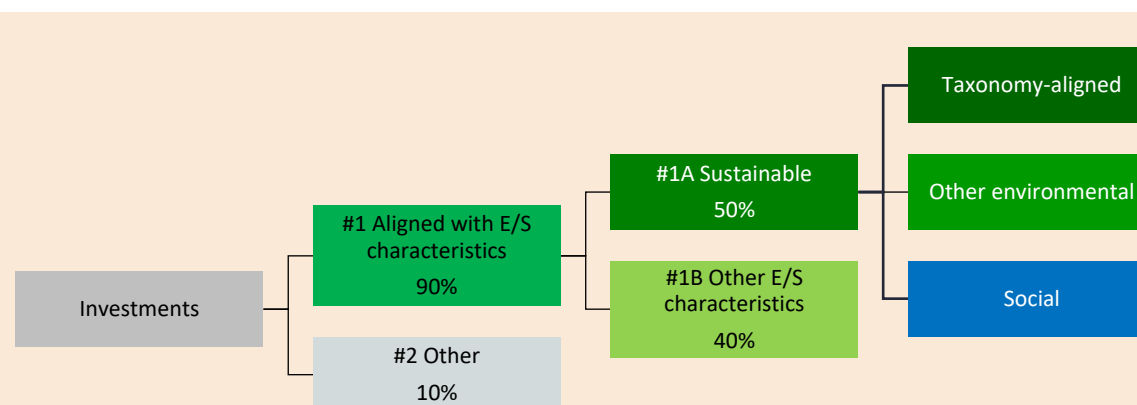 Investments
#1 Aligned with E/S
characteristics
90%
#2 Other
10%
#1A Sustainable
50%
#1B Other E/S
characteristics
40%
Taxonomy-aligned
Other environmental
Social